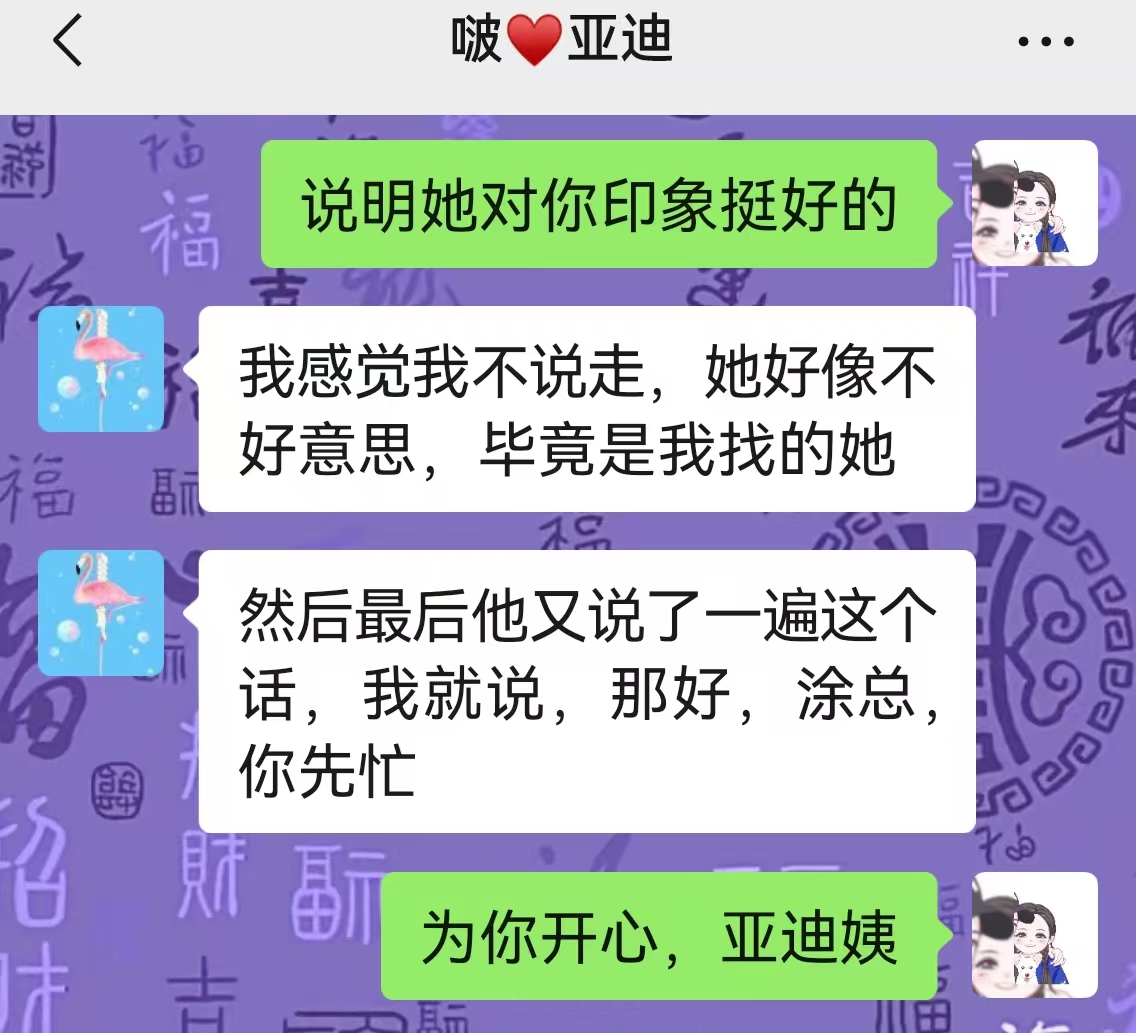 啵❤️亚迪
说明她对你印象挺好的
我感觉我不说走，她好像不
好意思，毕竟是我找的她
然后最后他又说了一遍这个
话，我就说，那好，涂总，
你先忙
为你开心，亚迪姨